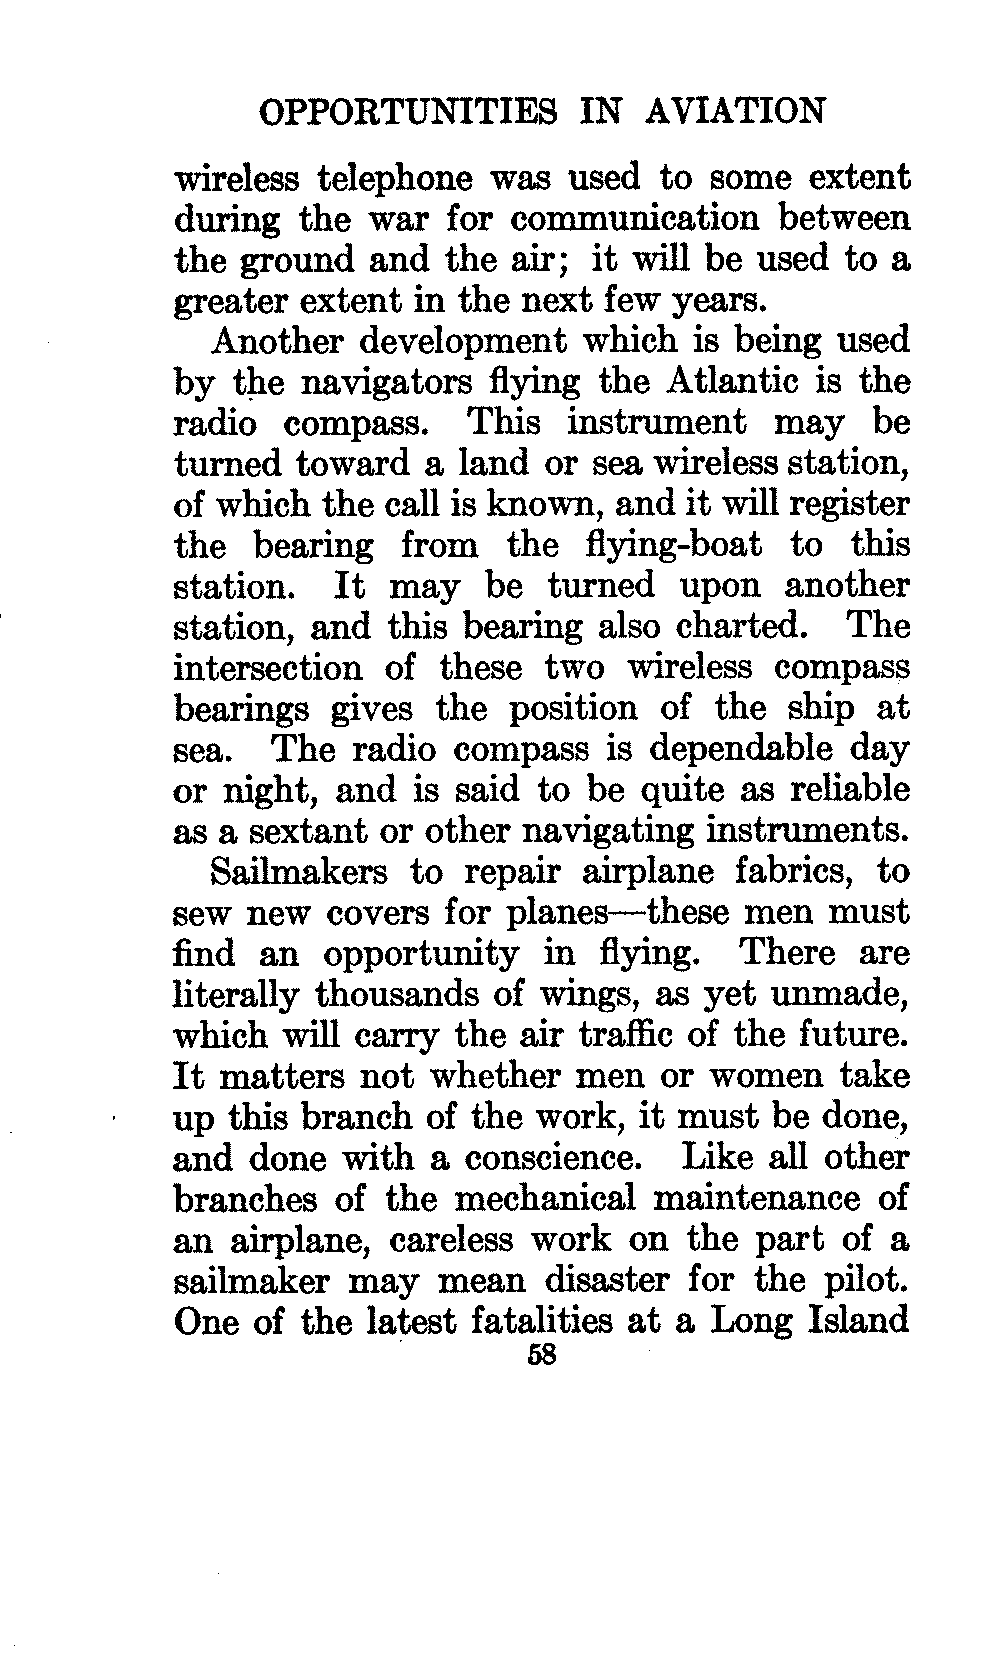 OPPORTUNITIES IN AVIATION
wireless telephone was used to some extent
during the war for communication between
the ground and the air; it will be used to a
greater extent in the next few years.
Another development which is being used
by the navigators flying the Atlantic is the
radio compass. This instrument may be
turned toward a land or sea wireless station,
of which the call is known, and it will register
the bearing from the flying-boat to this
station. It may be turned upon another
station, and this bearing also charted. The
intersection of these two wireless compass
bearings gives the position of the ship at
sea. The radio compass is dependable day
or night, and is said to be quite as reliable
as a sextant or other navigating instruments.
Sailmakers to repair airplane fabrics, to
sew new covers for planes—these men must
find an opportunity in flying. There are
literally thousands of wings, as yet unmade,
which will carry the air traffic of the future.
It matters not whether men or women take
up this branch of the work, it must be done,
and done with a conscience. Like all other
branches of the mechanical maintenance of
an airplane, careless work on the part of a
sailmaker may mean disaster for the pilot.
One of the latest fatalities at a Long Island
58